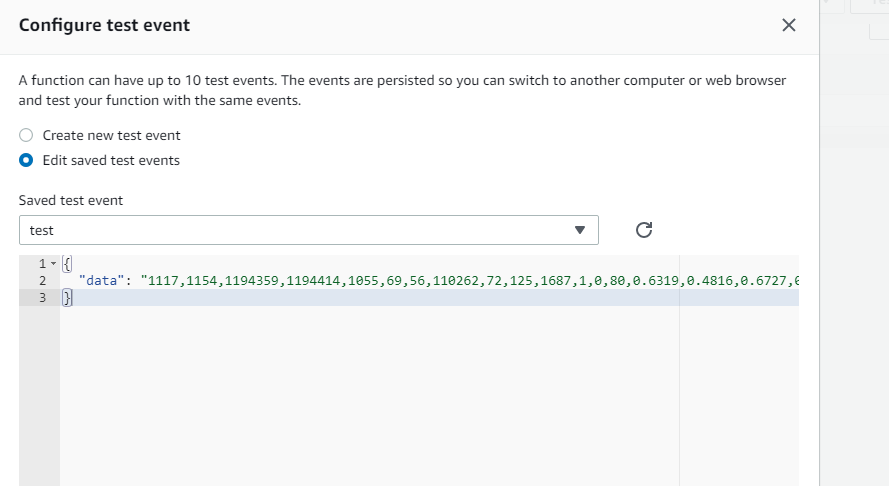 Configure test event
A function can have up to 10 test events. The events are persisted so you can switch to another computer or web browser
and test your function with the same events.
Create new test event
Edit saved test events
Saved test event
test
1 {
2 "data": "1117,1154,1194359,1194414,1055,69,56,110262,72,125,1687,1,0,80,0.6319,0.4816,0.6727,
3 }